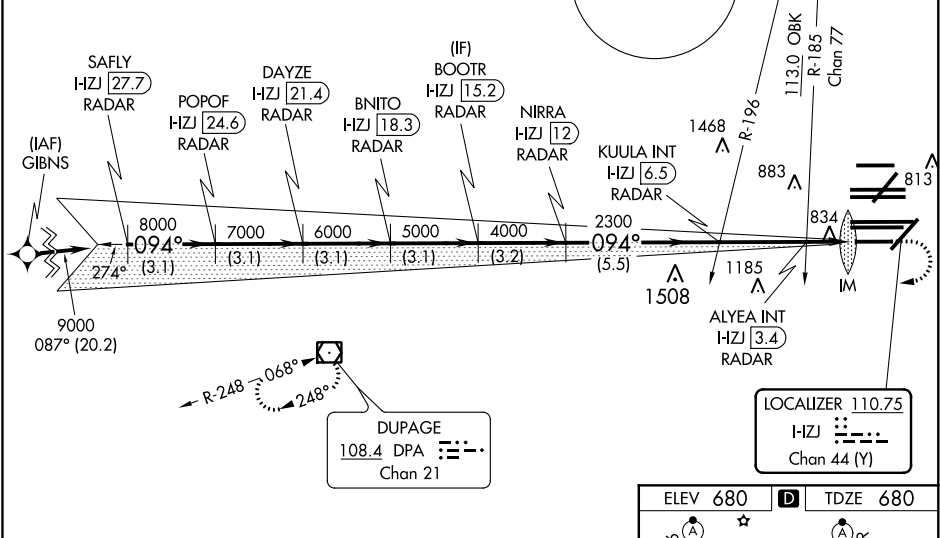 SAFLY
I-IZJ 27.7
RADAR
POPOF
I-IZJ 24.6
RADAR
DAYZE
I-IZJ 21.4
RADAR
BNITO
I-IZJ 18.3
RADAR
(IF)
BOOTR
I-IZJ 15.2
RADAR
NIRRA
I-IZJ 12
RADAR
KUULA INT
I-IZJ 6.5
RADAR
R-196
113.0 OBK
R-185
Chan 77
1468
883
813
834
(IAF)
GIBNS
8000
094°
(3.1)
274°
7000
(3.1)
6000
(3.1)
5000
(3.1)
4000
(3.2)
2300
094°
(5.5)
9000
087° (20.2)
1508
1185
IM
ALYEA INT
I-IZJ 3.4
RADAR
R-248
068°
248°
DUPAGE
108.4 DPA
Chan 21
LOCALIZER 110.75
I-IZJ
Chan 44 (Y)
ELEV 680
D
TDZE 680
A
A